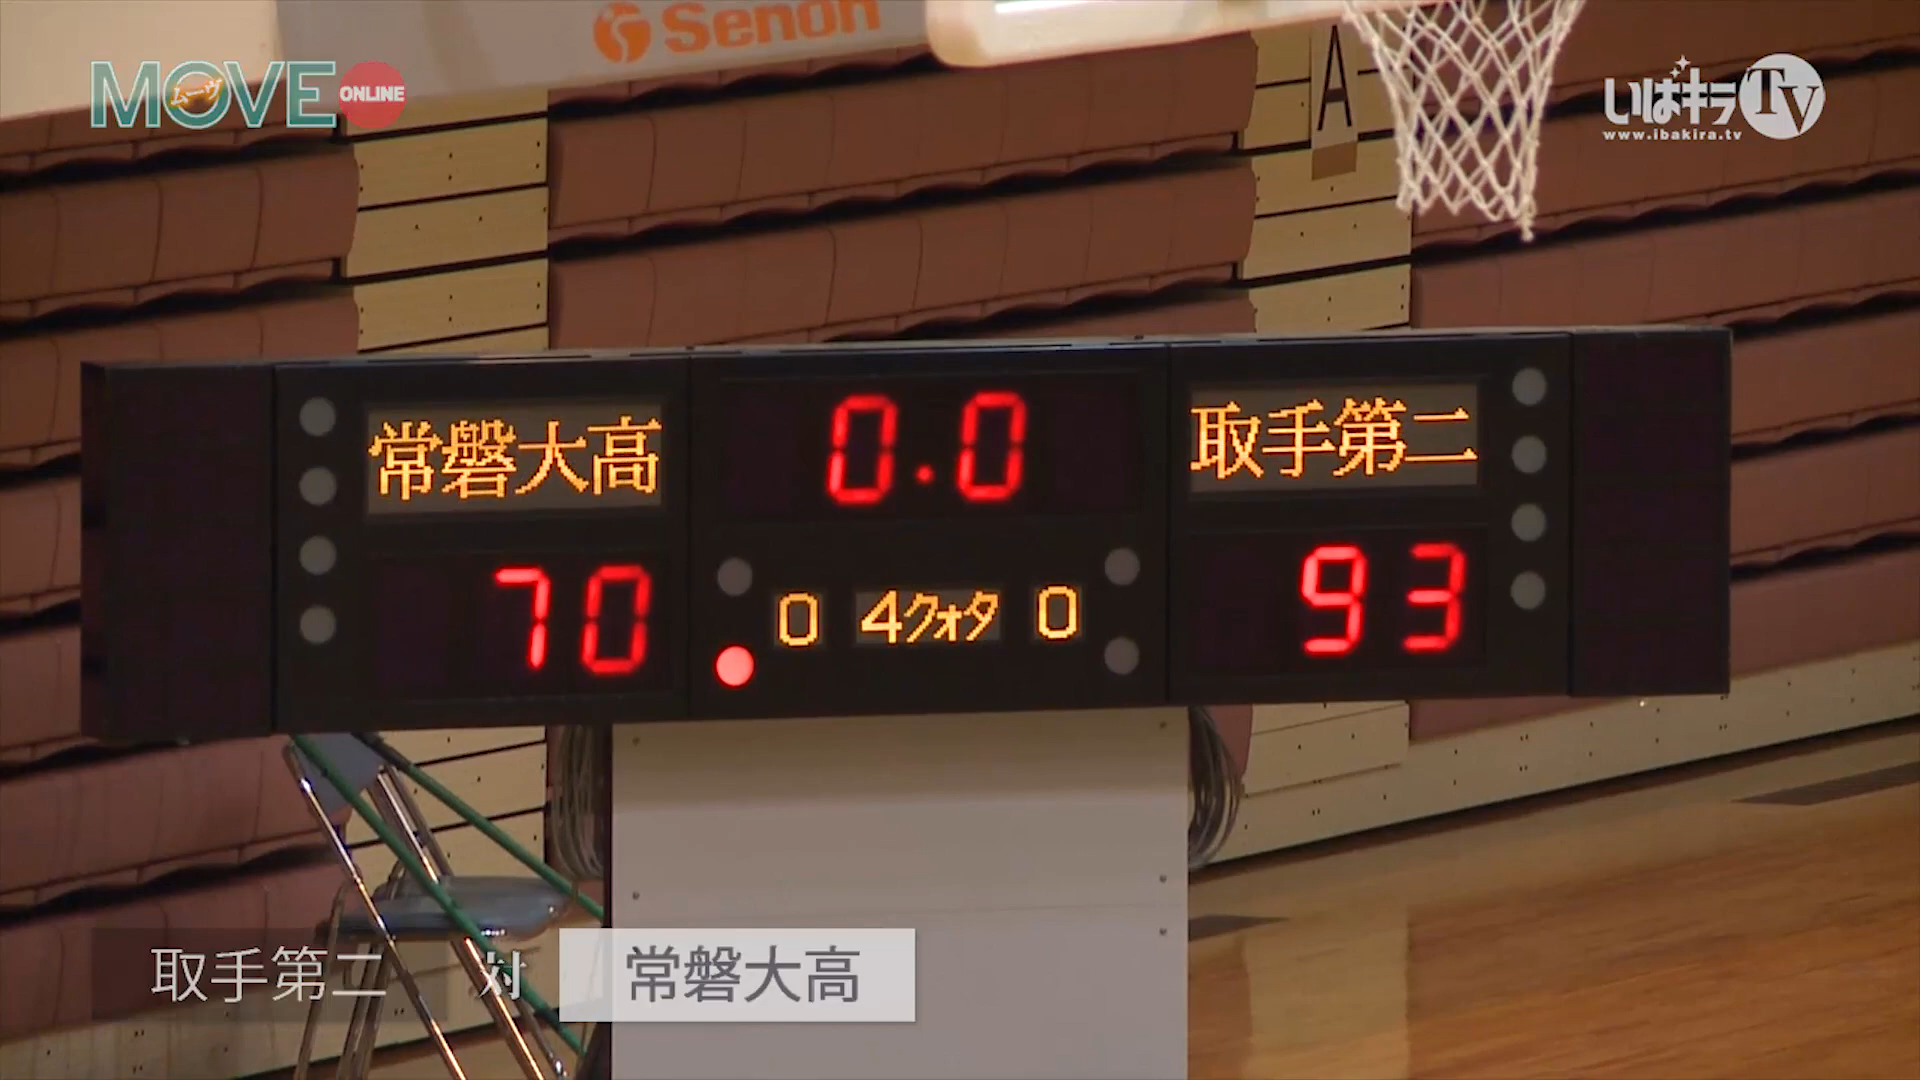 Senoh
MOVE ムーヴ ONLINE
いばキラTV
www.ibakira.tv
A
常磐大高 0.0 取手第二
70 0 4クォタ 0 93
取手第二 対 常磐大高